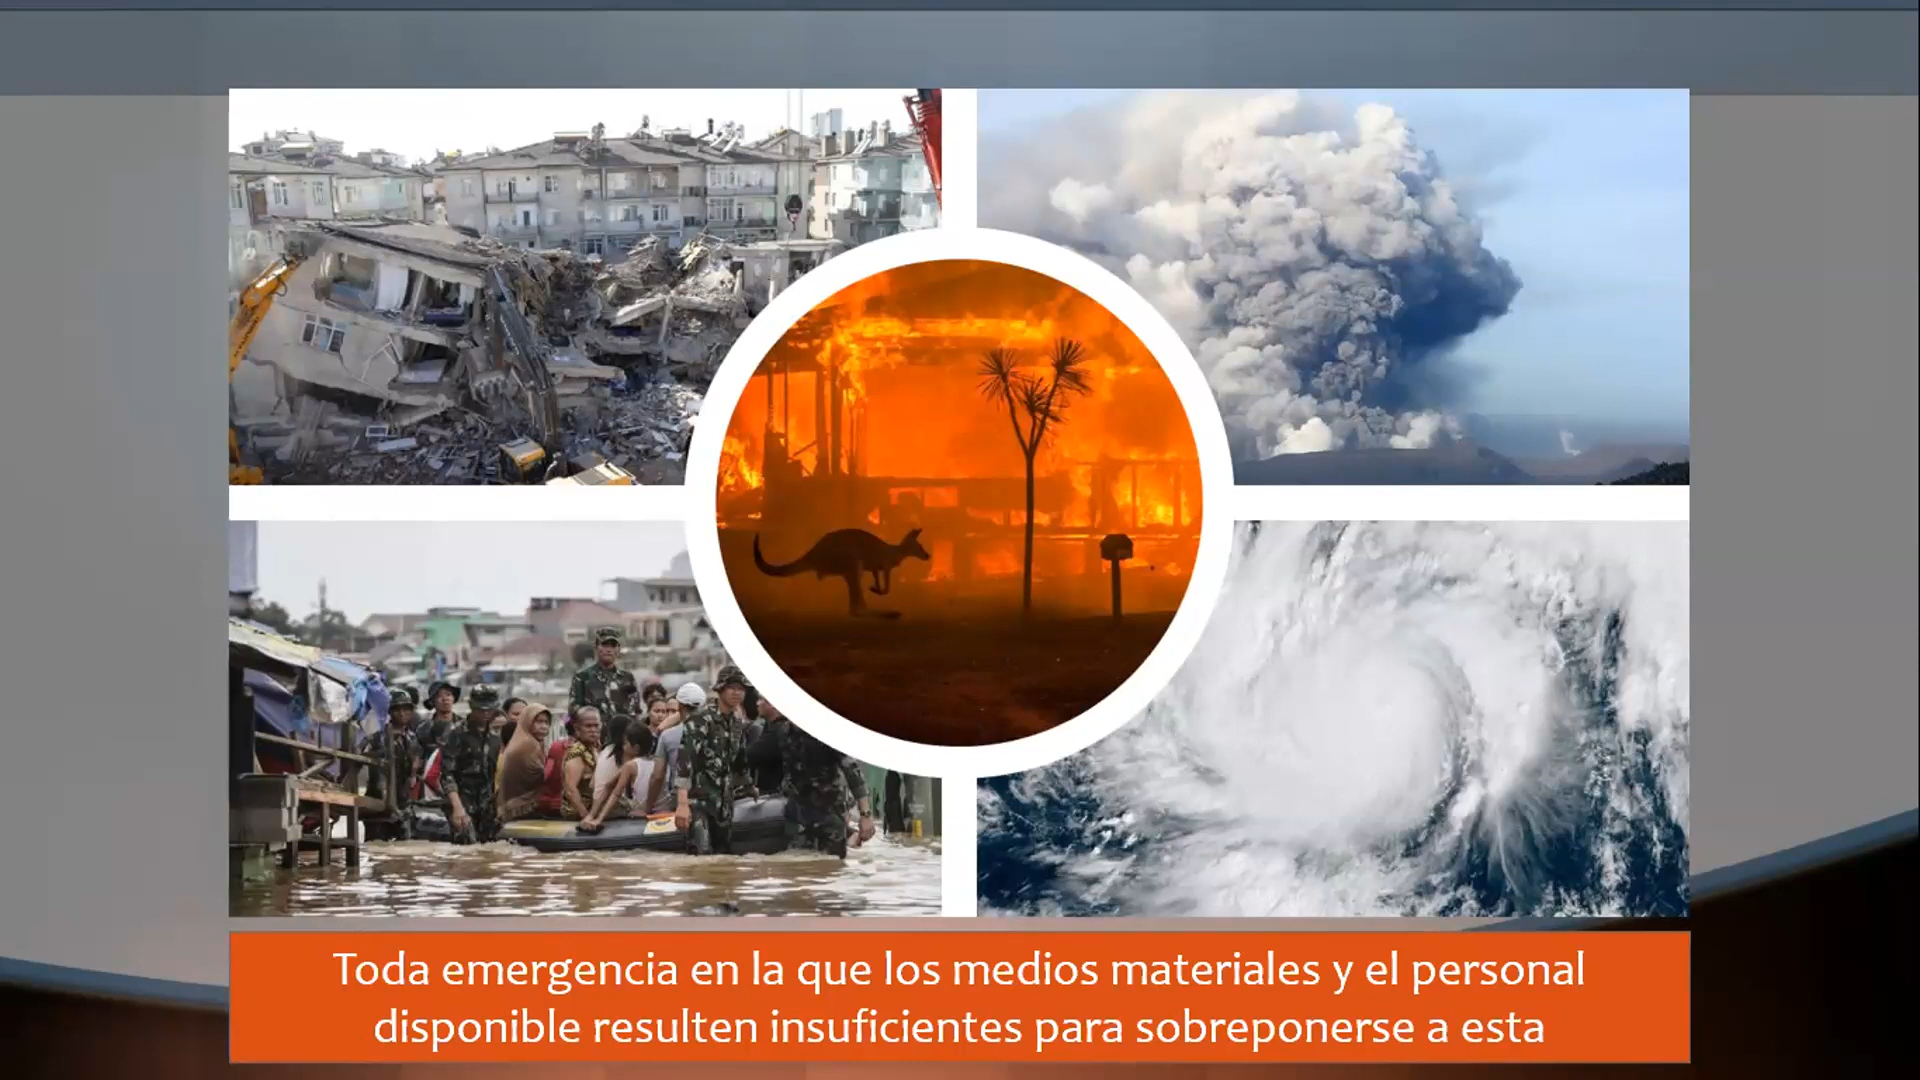 Toda emergencia en la que los medios materiales y el personal
disponible resulten insuficientes para sobreponerse a esta